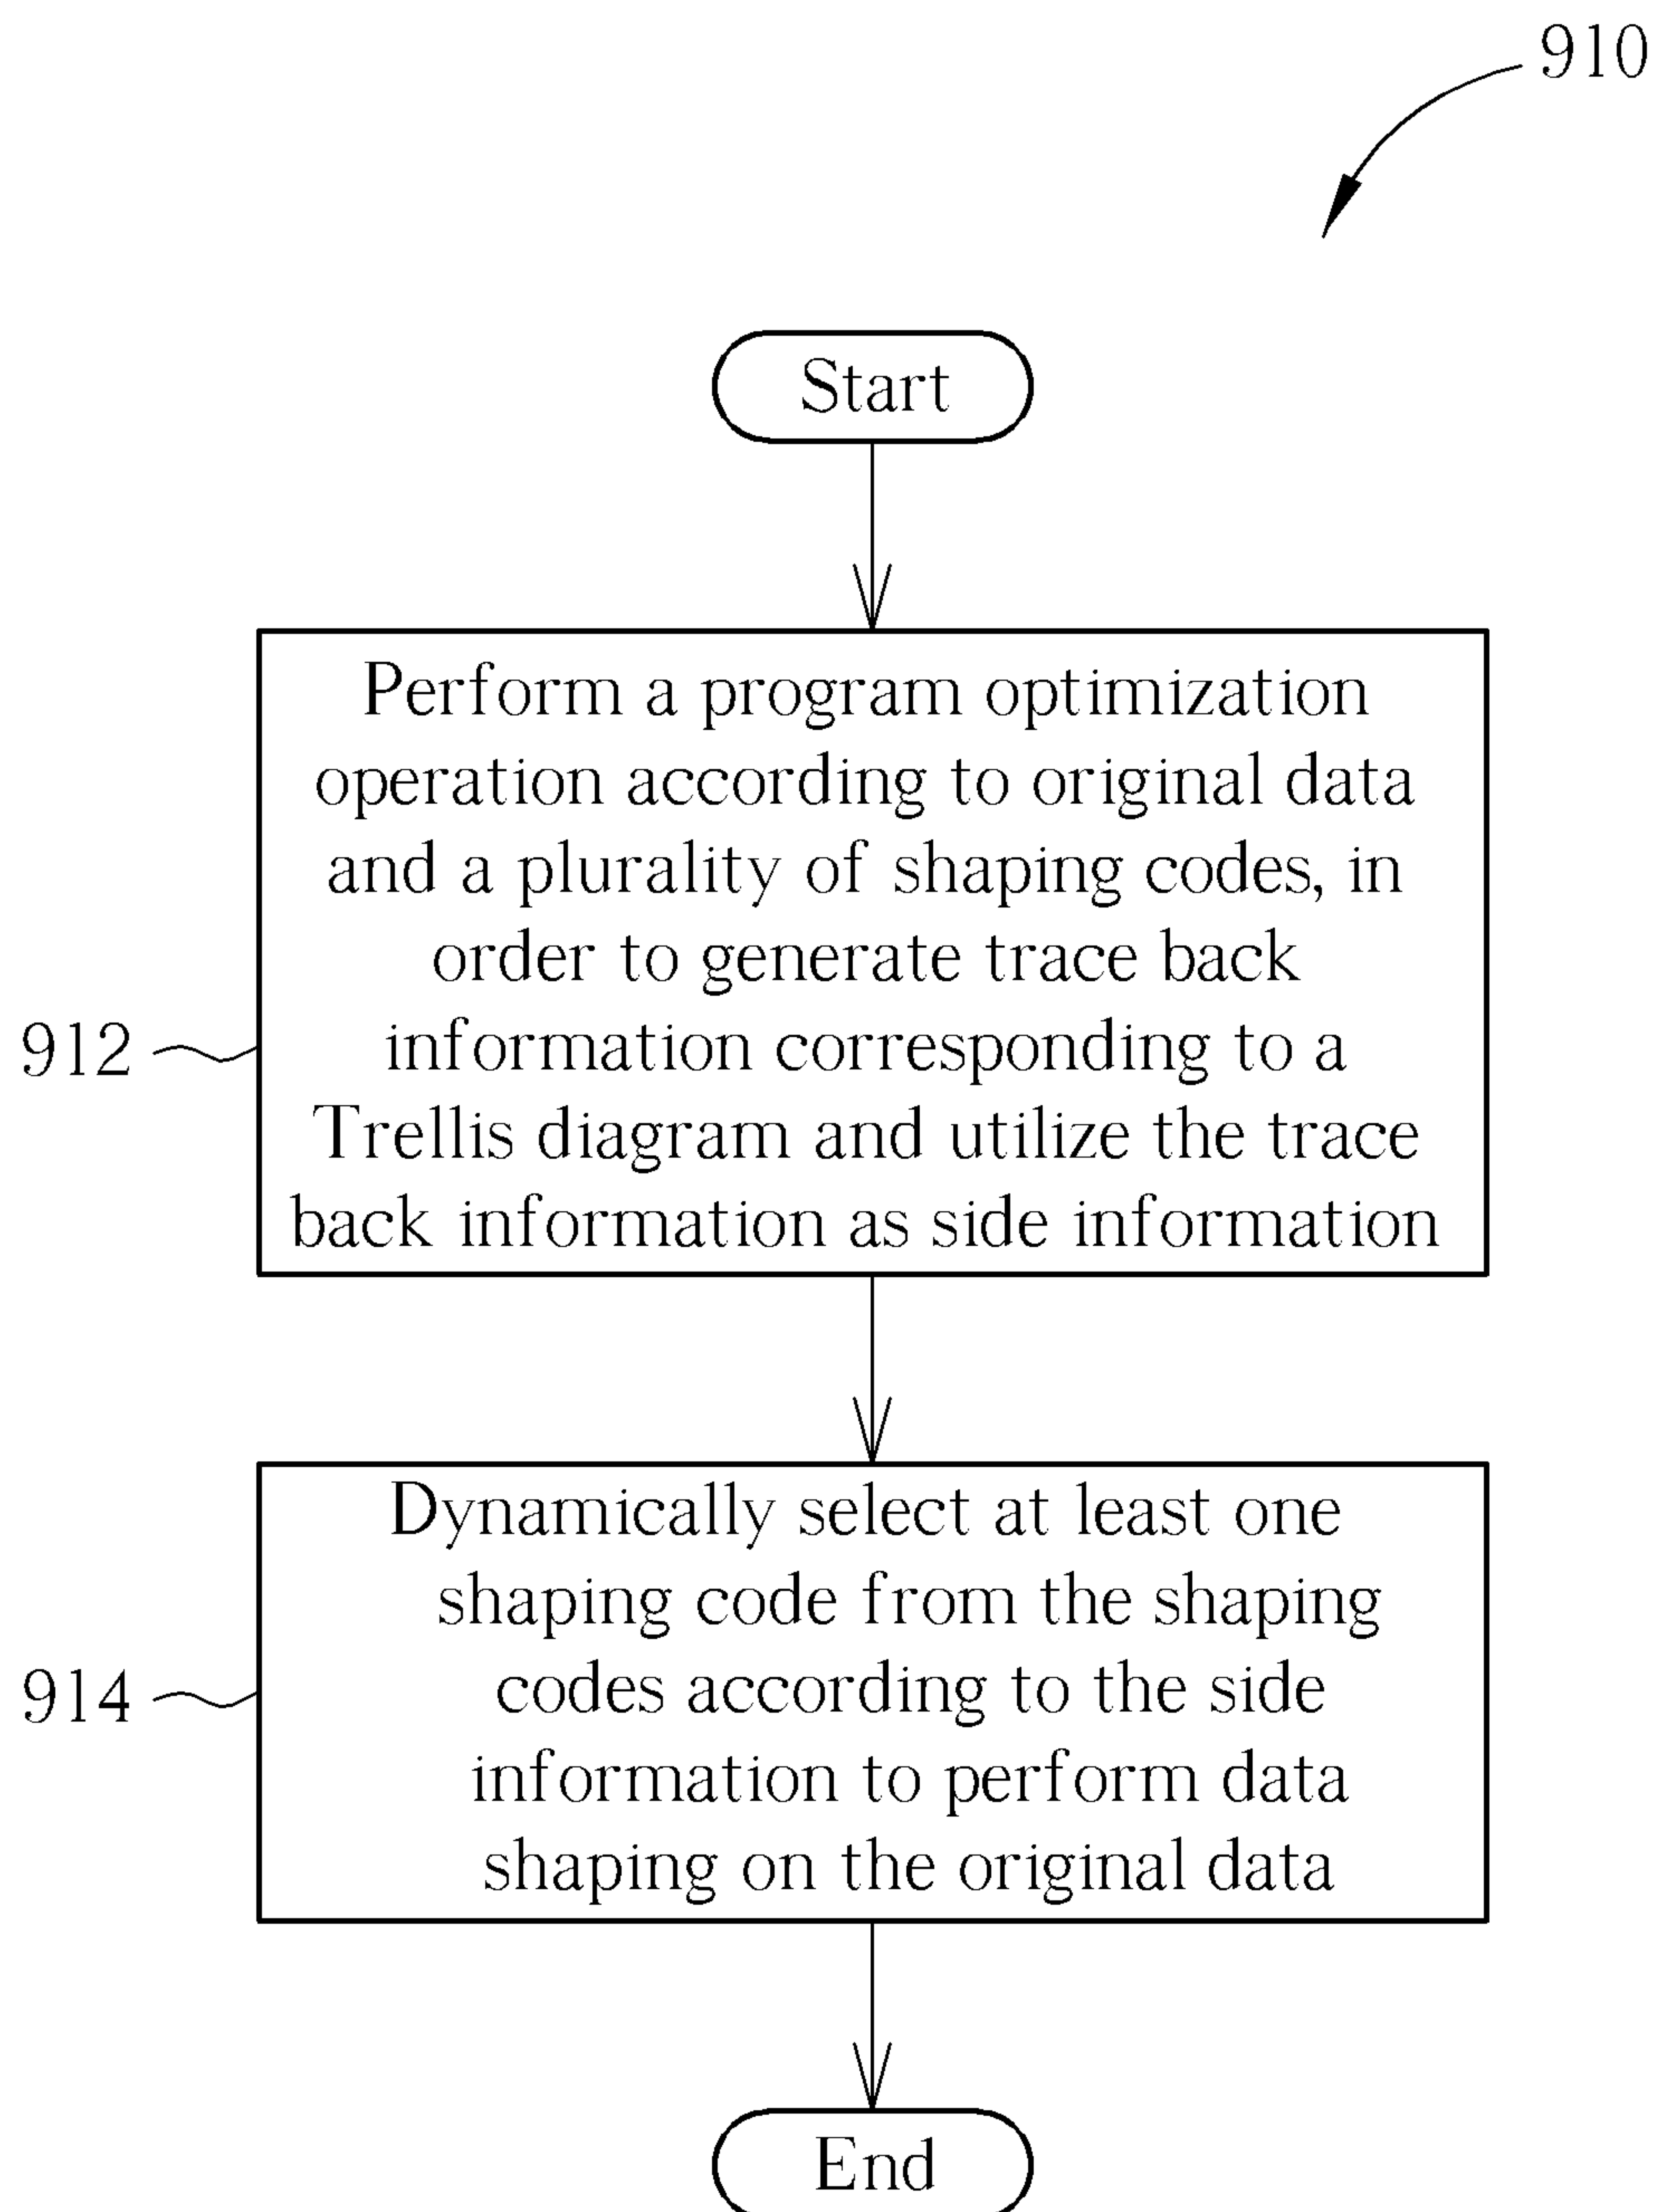 910
Start
Perform a program optimization
operation according to original data
and a plurality of shaping codes, in
order to generate trace back
information corresponding to a
Trellis diagram and utilize the trace
back information as side information
912
Dynamically select at least one
shaping code from the shaping
codes according to the side
information to perform data
shaping on the original data
914
End